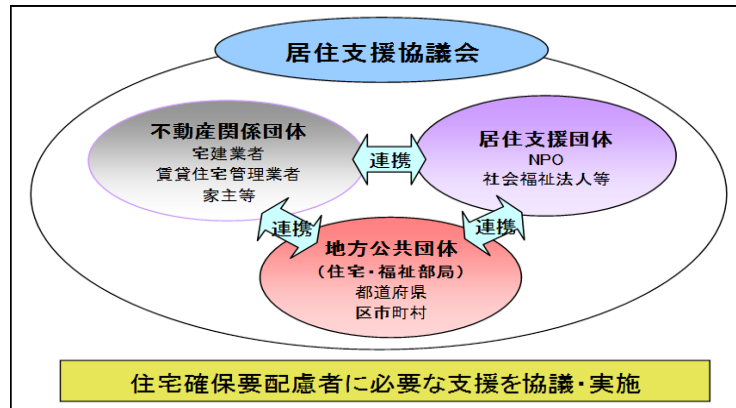 居住支援協議会
不動産関係団体
宅建業者
賃貸住宅管理業者
家主等
連携
居住支援団体
NPO
社会福祉法人等
連携
連携
地方公共団体
（住宅・福祉部局）
都道府県
区市町村
住宅確保要配慮者に必要な支援を協議・実施